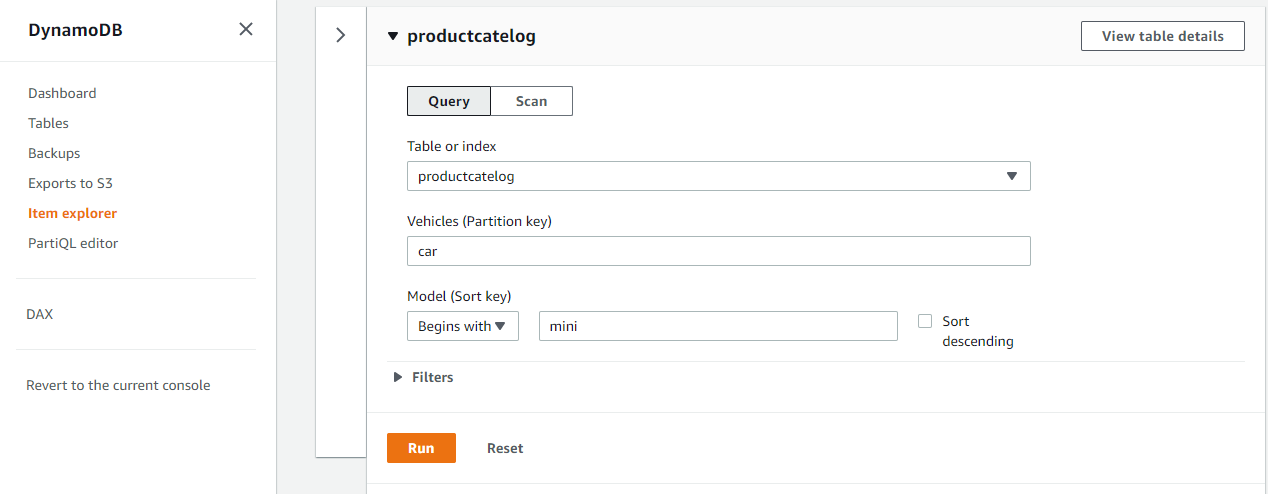 DynamoDB
Dashboard
Tables
Backups
Exports to S3
Item explorer
PartiQL editor
DAX
Revert to the current console
productcatelog
View table details
Query
Scan
Table or index
productcatelog
Vehicles (Partition key)
car
Model (Sort key)
Begins with
mini
Sort
descending
Filters
Run
Reset